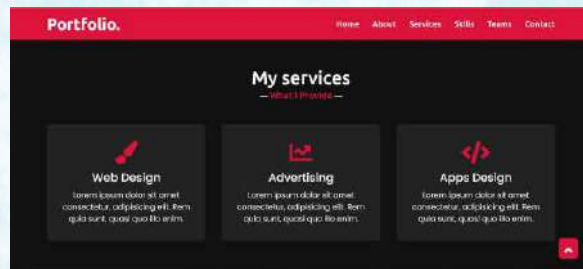 Portfolio.
Home About Services Skills Teams Contact
My services
— What I Provide —
Web Design
Lorem ipsum dolor sit amet
consectetur, adipisicing elit. Rem
quia sunt, quasi quo illo enim.
Advertising
Lorem ipsum dolor sit amet
consectetur, adipisicing elit. Rem
quia sunt, quasi quo illo enim.
Apps Design
Lorem ipsum dolor sit amet
consectetur, adipisicing elit. Rem
quia sunt, quasi quo illo enim.